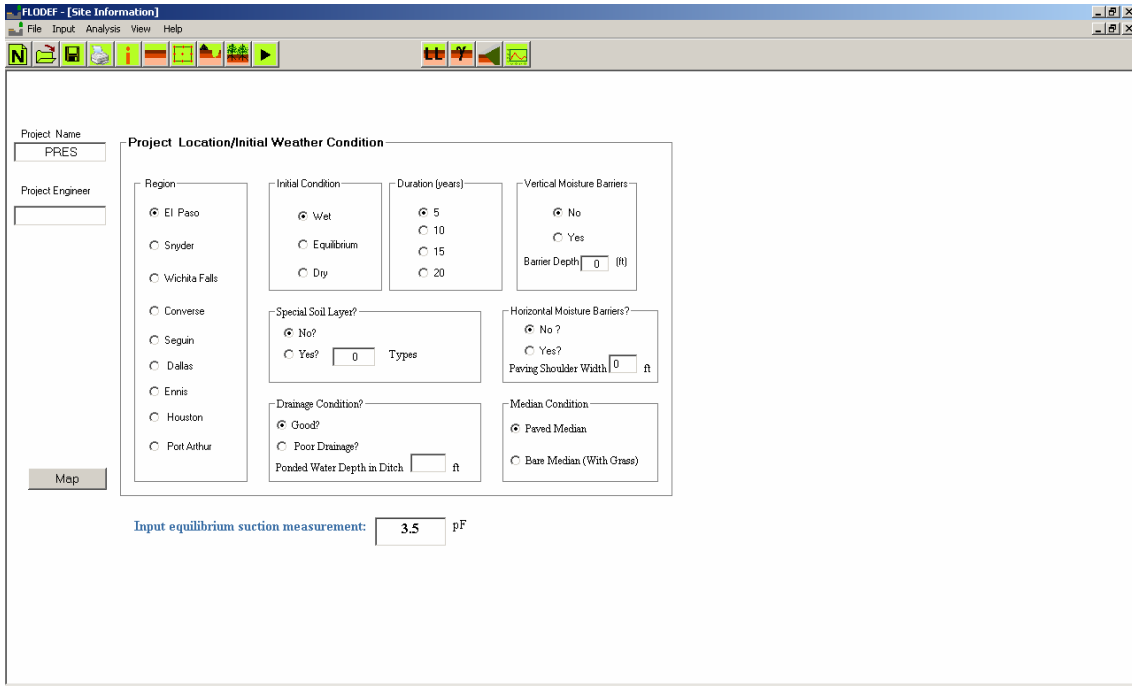 FLODEF - [Site Information]
File Input Analysis View Help
N
i
LL
γ
Project Name
PRES
Project Engineer
Map
Project Location/Initial Weather Condition
Region
El Paso
Snyder
Wichita Falls
Converse
Seguin
Dallas
Ennis
Houston
Port Arthur
Initial Condition
Wet
Equilibrium
Dry
Duration (years)
5
10
15
20
Vertical Moisture Barriers
No
Yes
Barrier Depth 0 (ft)
Special Soil Layer?
No?
Yes? 0 Types
Horizontal Moisture Barriers?
No ?
Yes?
Paving Shoulder Width 0 ft
Drainage Condition?
Good?
Poor Drainage?
Ponded Water Depth in Ditch ft
Median Condition
Paved Median
Bare Median (With Grass)
Input equilibrium suction measurement: 3.5 pF